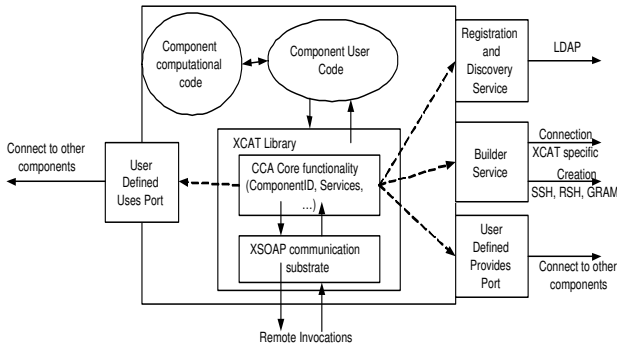 Component
computational
code
Component User
Code
Registration
and
Discovery
Service
LDAP
XCAT Library
Connect to other
components
User
Defined
Uses Port
CCA Core functionality
(ComponentID, Services,
...)
Builder
Service
Connection
XCAT specific
Creation
SSH, RSH, GRAM
XSOAP communication
substrate
User
Defined
Provides
Port
Connect to other
components
Remote Invocations